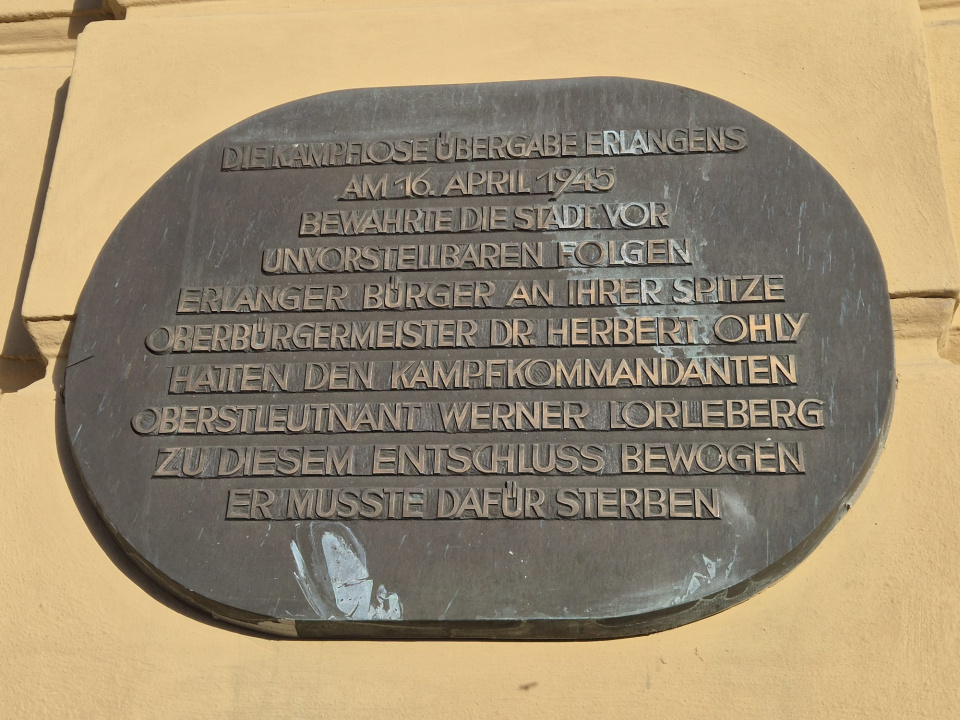 DIE KAMPFLOSE ÜBERGABE ERLANGENS
AM 16. APRIL 1945
BEWAHRTE DIE STADT VOR
UNVORSTELLBAREN FOLGEN
ERLANGER BÜRGER AN IHRER SPITZE
OBERBÜRGERMEISTER DR. HERBERT OHLY
HATTEN DEN KAMPFKOMMANDANTEN
OBERSTLEUTNANT WERNER LORLEBERG
ZU DIESEM ENTSCHLUSS BEWOGEN
ER MUSSTE DAFÜR STERBEN